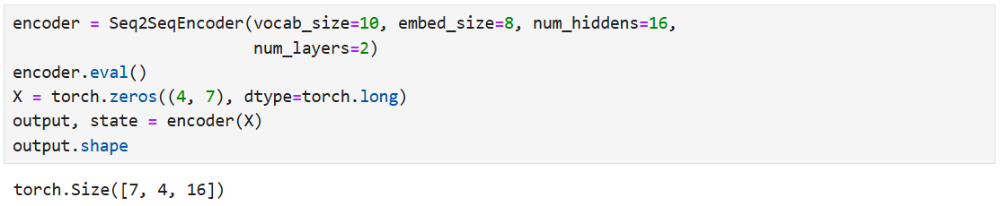 encoder = Seq2SeqEncoder(vocab_size=10, embed_size=8, num_hiddens=16,
                         num_layers=2)
encoder.eval()
X = torch.zeros((4, 7), dtype=torch.long)
output, state = encoder(X)
output.shape
torch.Size([7, 4, 16])